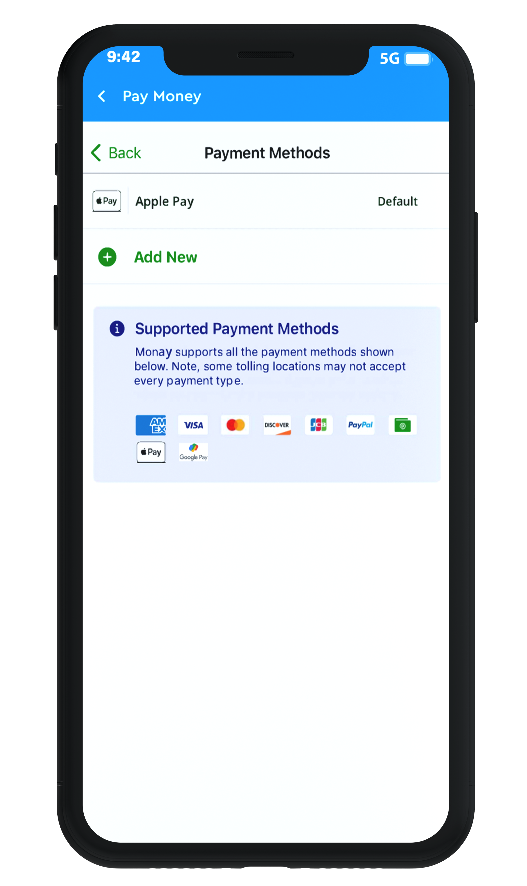 9:42 5G
Pay Money
Back Payment Methods
Pay Apple Pay Default
Add New
Supported Payment Methods
Monay supports all the payment methods shown
below. Note, some tolling locations may not accept
every payment type.
AM
EX VISA DISCOVER JCB PayPal
Pay Google Pay